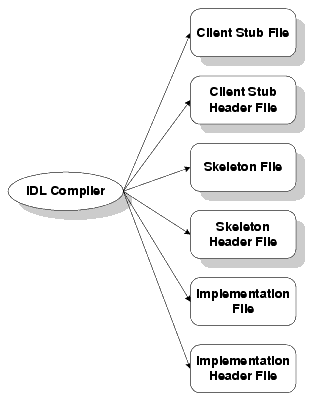 Client Stub File
Client Stub
Header File
Skeleton File
IDL Compiler
Skeleton
Header File
Implementation
File
Implementation
Header File